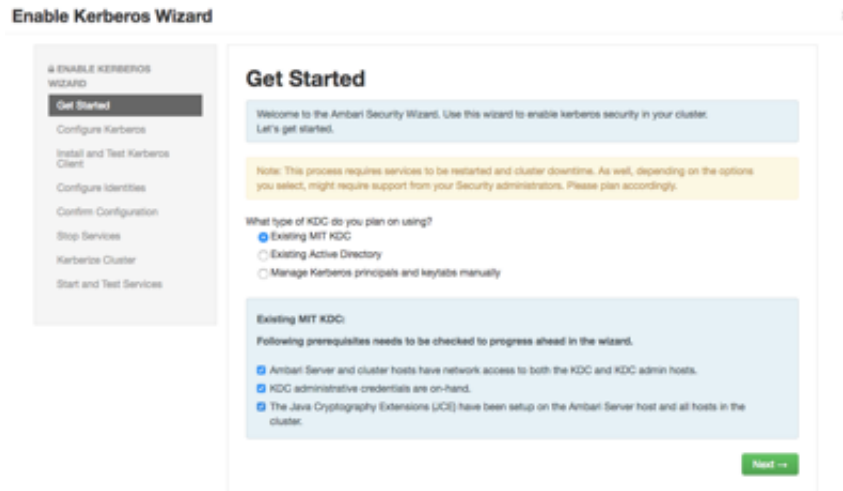 Enable Kerberos Wizard
ENABLE KERBEROS
WIZARD
Get Started
Configure Kerberos
Install and Test Kerberos
Client
Configure Identities
Confirm Configuration
Stop Services
Kerberize Cluster
Start and Test Services
Get Started
Welcome to the Ambari Security Wizard. Use this wizard to enable kerberos security in your cluster.
Let's get started.
Note: This process requires services to be restarted and cluster downtime. As well, depending on the options
you select, might require support from your Security administrators. Please plan accordingly.
What type of KDC do you plan on using?
Existing MIT KDC
Existing Active Directory
Manage Kerberos principals and keytabs manually
Existing MIT KDC:
Following prerequisites needs to be checked to progress ahead in the wizard.
Ambari Server and cluster hosts have network access to both the KDC and KDC admin hosts.
KDC administrative credentials are on-hand.
The Java Cryptography Extensions (JCE) have been setup on the Ambari Server host and all hosts in the
cluster.
Next →